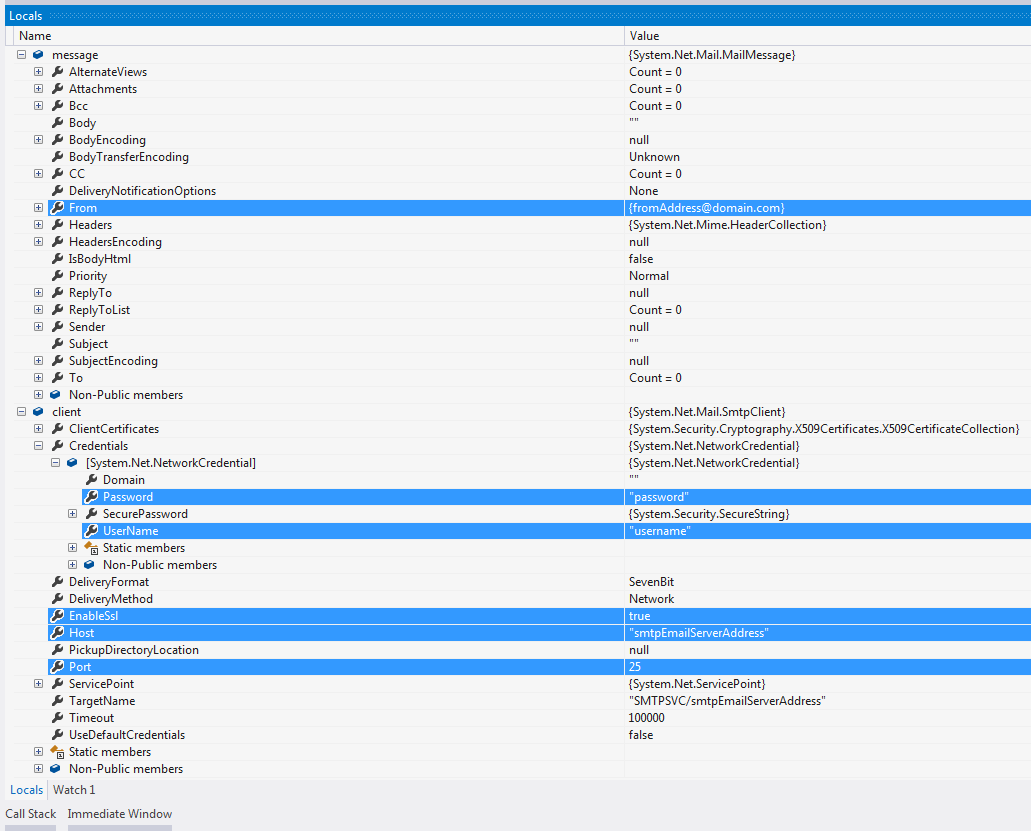 Locals
Name Value
message {System.Net.Mail.MailMessage}
AlternateViews Count = 0
Attachments Count = 0
Bcc Count = 0
Body ""
BodyEncoding null
BodyTransferEncoding Unknown
CC Count = 0
DeliveryNotificationOptions None
From {fromAddress@domain.com}
Headers {System.Net.Mime.HeaderCollection}
HeadersEncoding null
IsBodyHtml false
Priority Normal
ReplyTo null
ReplyToList Count = 0
Sender null
Subject ""
SubjectEncoding null
To Count = 0
Non-Public members
client {System.Net.Mail.SmtpClient}
ClientCertificates {System.Security.Cryptography.X509Certificates.X509CertificateCollection}
Credentials {System.Net.NetworkCredential}
[System.Net.NetworkCredential] {System.Net.NetworkCredential}
Domain ""
Password "password"
SecurePassword {System.Security.SecureString}
UserName "username"
Static members
Non-Public members
DeliveryFormat SevenBit
DeliveryMethod Network
EnableSsl true
Host "smtpEmailServerAddress"
PickupDirectoryLocation null
Port 25
ServicePoint {System.Net.ServicePoint}
TargetName "SMTPSVC/smtpEmailServerAddress"
Timeout 100000
UseDefaultCredentials false
Static members
Non-Public members
Locals Watch 1
Call Stack Immediate Window